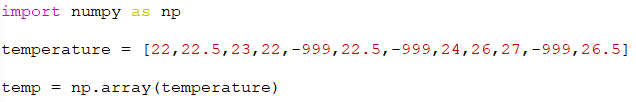 import numpy as np
temperature = [22,22.5,23,22,-999,22.5,-999,24,26,27,-999,26.5]
temp = np.array(temperature)